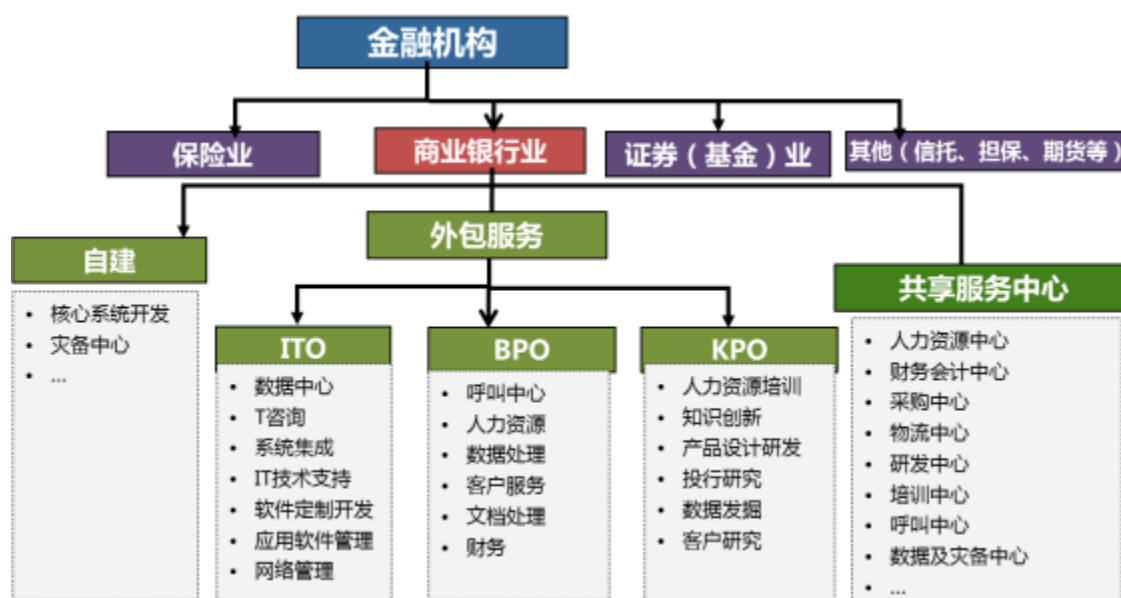 金融机构
保险业
商业银行业
证券（基金）业
其他（信托、担保、期货等）
自建
• 核心系统开发
• 灾备中心
• ...
外包服务
ITO
• 数据中心
• T咨询
• 系统集成
• IT技术支持
• 软件定制开发
• 应用软件管理
• 网络管理
BPO
• 呼叫中心
• 人力资源
• 数据处理
• 客户服务
• 文档处理
• 财务
KPO
• 人力资源培训
• 知识创新
• 产品设计研发
• 投行研究
• 数据发掘
• 客户研究
共享服务中心
• 人力资源中心
• 财务会计中心
• 采购中心
• 物流中心
• 研发中心
• 培训中心
• 呼叫中心
• 数据及灾备中心
• ...